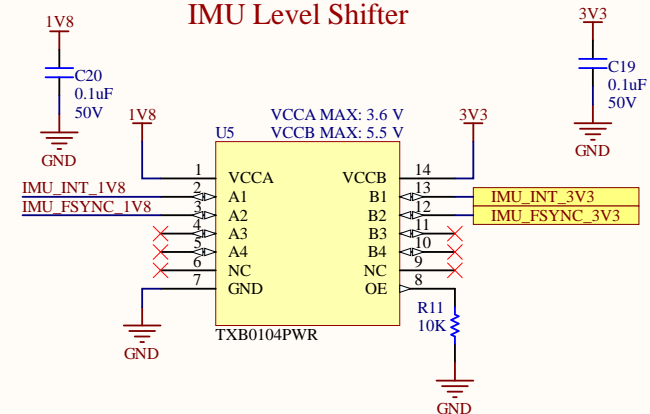 IMU Level Shifter
1V8
C20
0.1uF
50V
GND
3V3
C19
0.1uF
50V
GND
1V8
VCCA MAX: 3.6 V
VCCB MAX: 5.5 V
3V3
U5
1 VCCA VCCB 14
IMU_INT_1V8 2 A1 B1 13 IMU_INT_3V3
IMU_FSYNC_1V8 3 A2 B2 12 IMU_FSYNC_3V3
4 A3 B3 11
5 A4 B4 10
6 NC NC 9
7 GND OE 8
R11
10K
TXB0104PWR
GND
GND